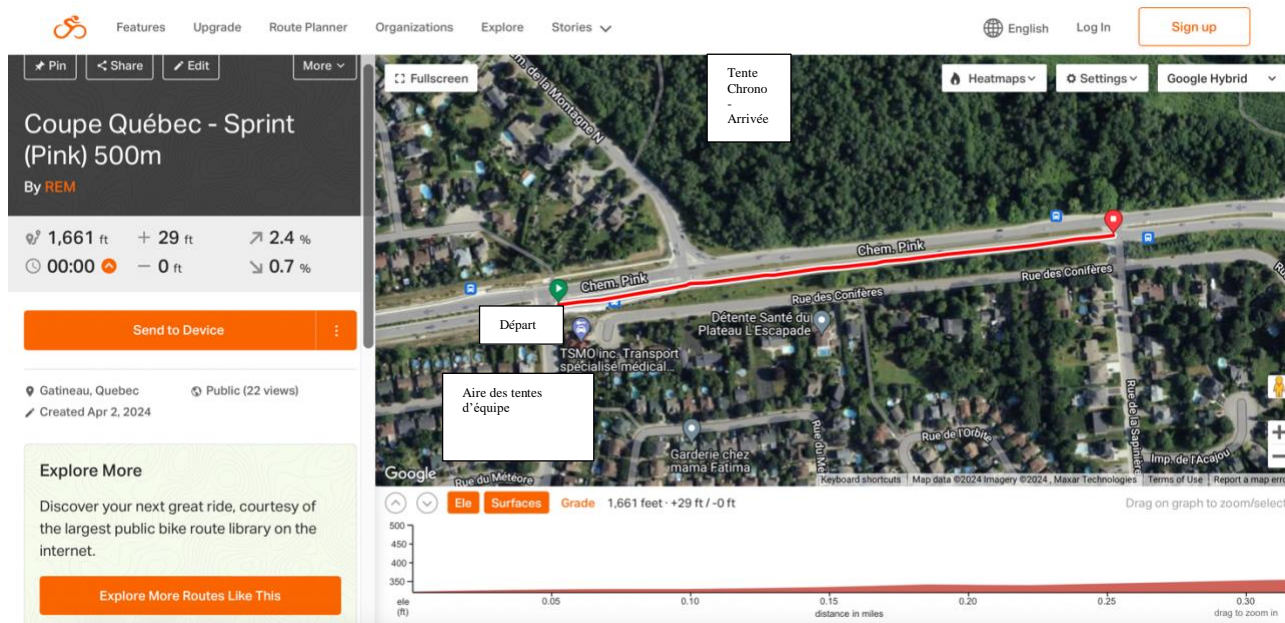 Features
Upgrade
Route Planner
Organizations
Explore
Stories
English
Log In
Sign up
Pin
Share
Edit
More
Coupe Québec - Sprint
(Pink) 500m
By REM
1,661 ft
+ 29 ft
2.4 %
00:00
− 0 ft
0.7 %
Send to Device
Gatineau, Quebec
Public (22 views)
Created Apr 2, 2024
Explore More
Discover your next great ride, courtesy of
the largest public bike route library on the
internet.
Explore More Routes Like This
Fullscreen
Heatmaps
Settings
Google Hybrid
Tente
Chrono
-
Arrivée
m. de la Montagne N
Chem. Pink
Chem. Pink
Rue des Conifères
Rue des Conifères
Départ
Détente Santé du
Plateau L'Escapade
TSMO inc. Transport
spécialisé médical...
Aire des tentes
d'équipe
Garderie chez
mama Fatima
Rue de l'Orbite
Rue du Mé
Rue de la Sapinière
Imp. de l'Acajou
Rue du Météore
Google
Keyboard shortcuts
Map data ©2024 Imagery ©2024 , Maxar Technologies
Terms of Use
Report a map erro
Ele
Surfaces
Grade
1,661 feet · +29 ft / -0 ft
Drag on graph to zoom/select
500
450
400
350
ele
(ft)
0.05
0.10
0.15
0.20
0.25
0.30
distance in miles
drag to zoom in